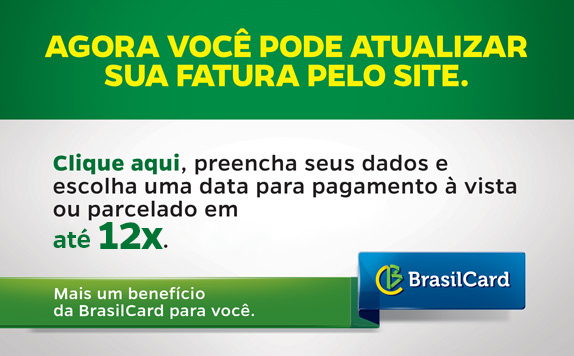 AGORA VOCÊ PODE ATUALIZAR
SUA FATURA PELO SITE.
Clique aqui, preencha seus dados e
escolha uma data para pagamento à vista
ou parcelado em
até 12x.
BrasilCard
Mais um benefício
da BrasilCard para você.